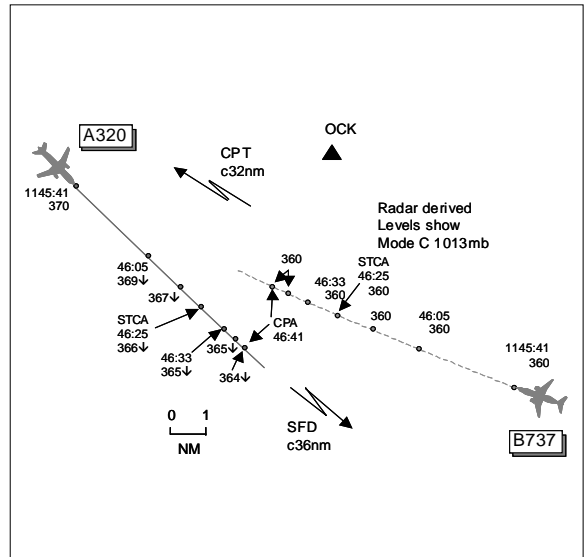 A320
OCK
CPT
c32nm
1145:41
370
Radar derived
Levels show
Mode C 1013mb
STCA
46:25
360
360
46:33
360
46:05
369↓
367↓
360
46:05
360
CPA
46:41
STCA
46:25
366↓
46:33
365↓
365↓
364↓
1145:41
360
0 1
NM
SFD
c36nm
B737